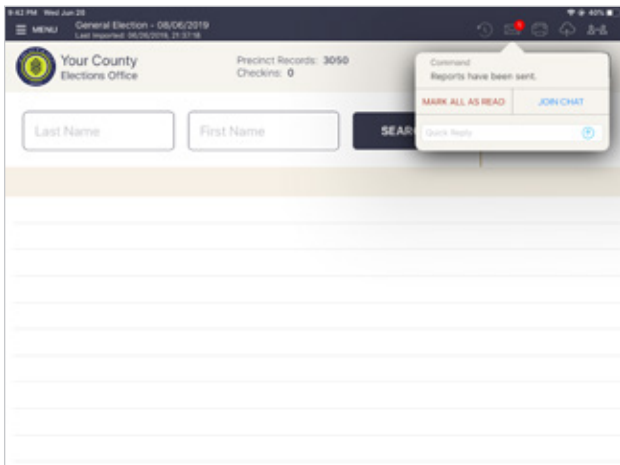 9:42 PM Wed Jun 26
40%
MENU
General Election - 08/06/2019
Last Imported: 06/26/2019, 21:37:18
1
Your County
Elections Office
Precinct Records: 3050
Checkins: 0
Command
Reports have been sent.
MARK ALL AS READ
JOIN CHAT
Quick Reply
Last Name
First Name
SEAR